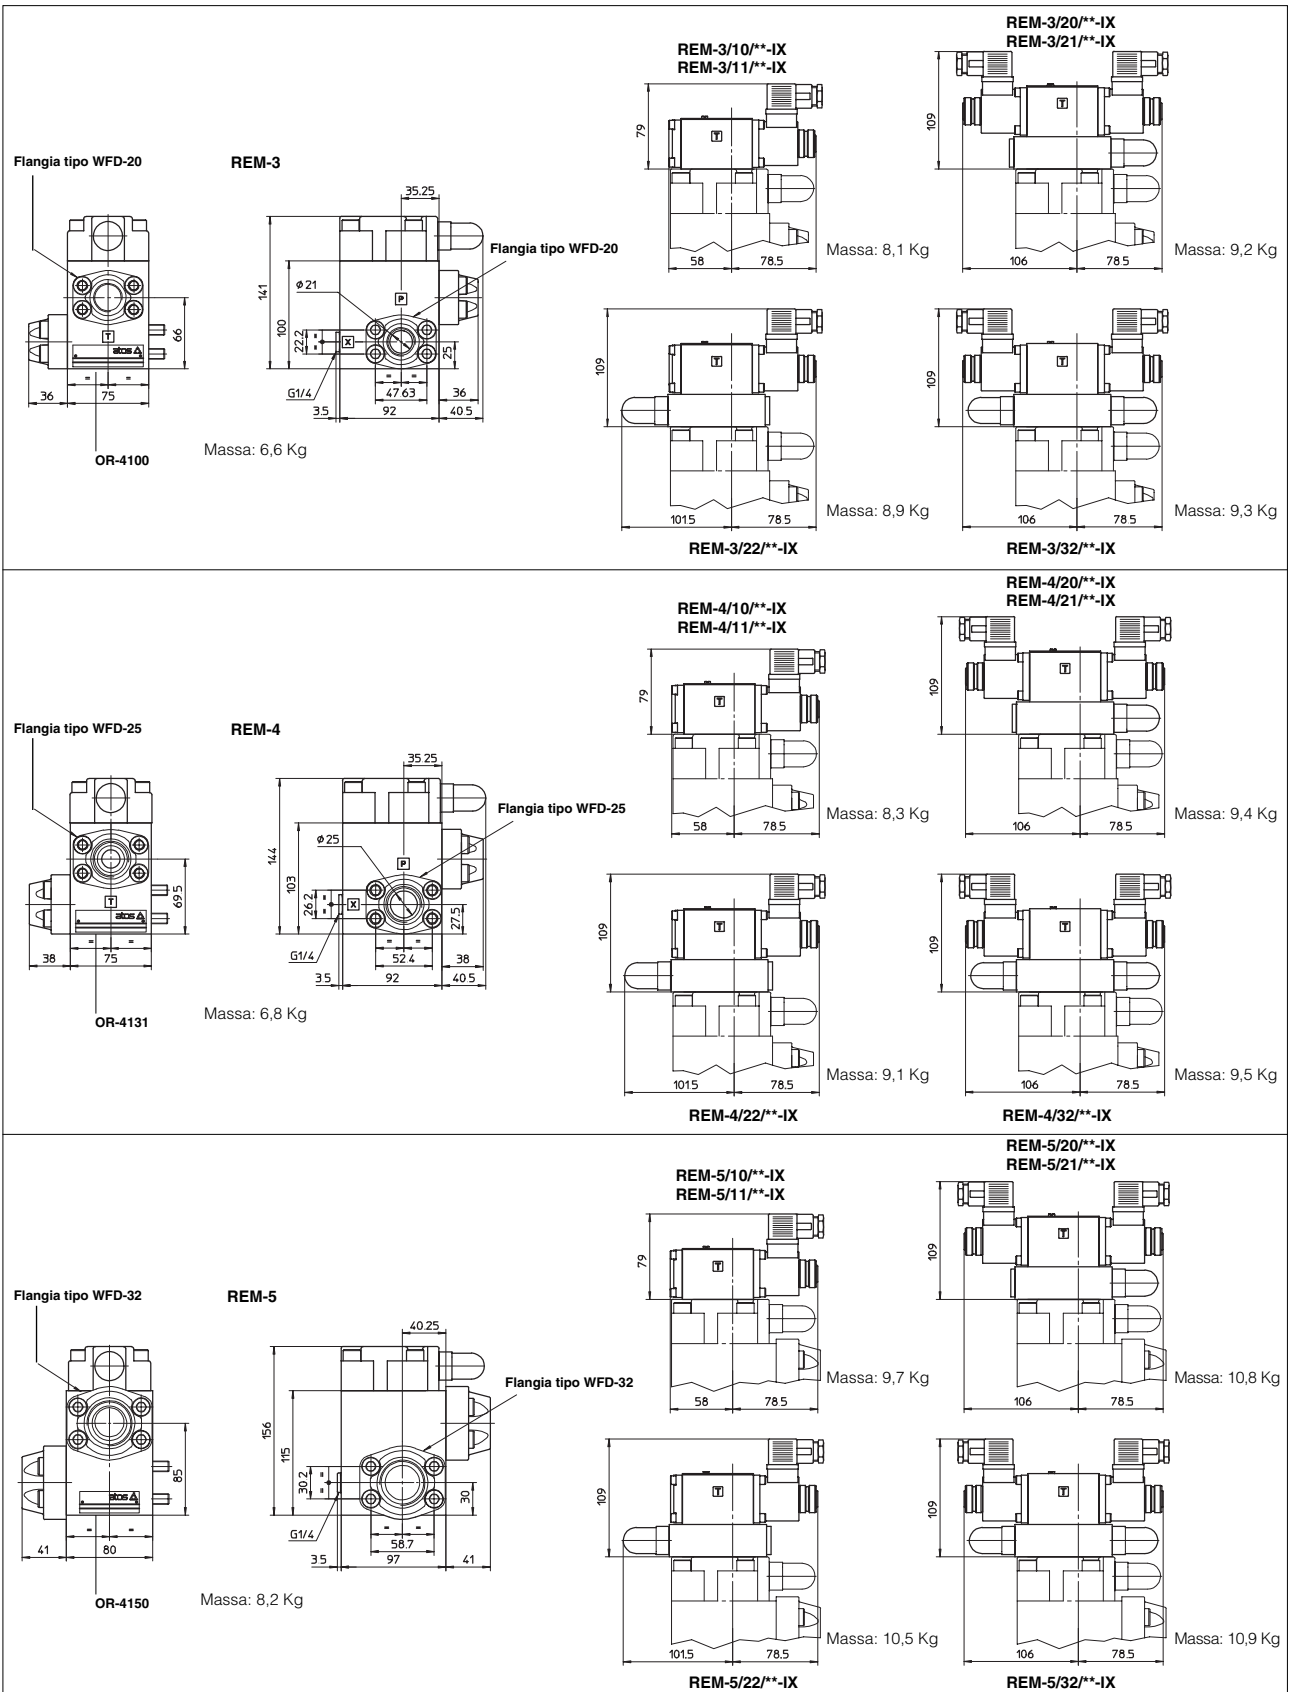 REM-3/10/**-IX
REM-3/11/**-IX
REM-3/20/**-IX
REM-3/21/**-IX
Flangia tipo WFD-20
REM-3
35.25
Flangia tipo WFD-20
141
100
ø21
P
X
22.2
= =
25
G1/4
= =
47.63
36
3.5
92
40.5
66
T
atos
= =
36
75
OR-4100
Massa: 6,6 Kg
79
T
58
78.5
Massa: 8,1 Kg
109
T
106
78.5
Massa: 9,2 Kg
109
T
101.5
78.5
Massa: 8,9 Kg
REM-3/22/**-IX
109
T
106
78.5
Massa: 9,3 Kg
REM-3/32/**-IX
REM-4/10/**-IX
REM-4/11/**-IX
REM-4/20/**-IX
REM-4/21/**-IX
Flangia tipo WFD-25
REM-4
35.25
Flangia tipo WFD-25
144
103
ø25
P
X
26.2
= =
27.5
G1/4
= =
52.4
38
3.5
92
40.5
69.5
T
atos
= =
38
75
OR-4131
Massa: 6,8 Kg
79
T
58
78.5
Massa: 8,3 Kg
109
T
106
78.5
Massa: 9,4 Kg
109
T
101.5
78.5
Massa: 9,1 Kg
REM-4/22/**-IX
109
T
106
78.5
Massa: 9,5 Kg
REM-4/32/**-IX
REM-5/10/**-IX
REM-5/11/**-IX
REM-5/20/**-IX
REM-5/21/**-IX
Flangia tipo WFD-32
REM-5
40.25
Flangia tipo WFD-32
156
115
30.2
= =
30
G1/4
= =
58.7
3.5
97
41
85
atos
= =
41
80
OR-4150
Massa: 8,2 Kg
79
T
58
78.5
Massa: 9,7 Kg
109
T
106
78.5
Massa: 10,8 Kg
109
T
101.5
78.5
Massa: 10,5 Kg
REM-5/22/**-IX
109
T
106
78.5
Massa: 10,9 Kg
REM-5/32/**-IX